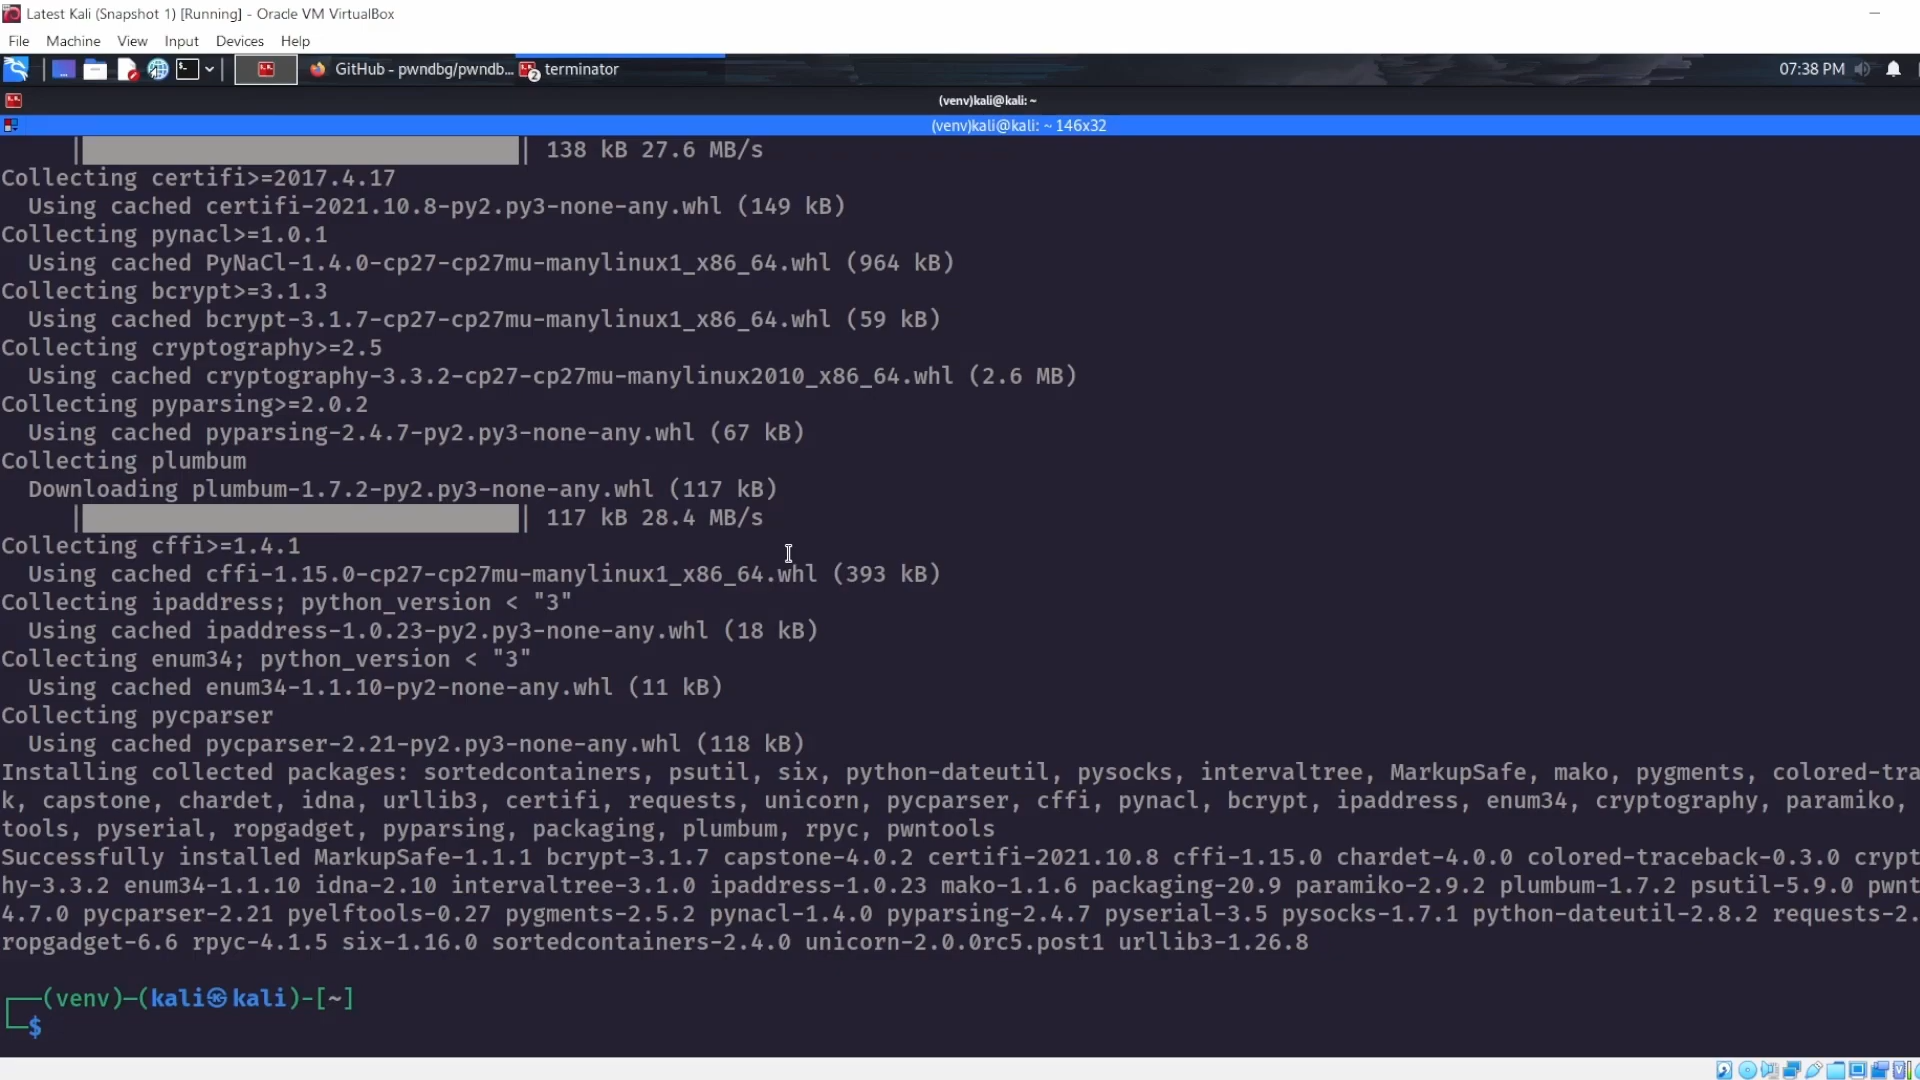 Latest Kali (Snapshot 1) [Running] - Oracle VM VirtualBox
File Machine View Input Devices Help
GitHub - pwndbg/pwndb... 2 terminator 07:38 PM
(venv)kali@kali: ~
(venv)kali@kali: ~ 146x32
| 138 kB 27.6 MB/s
Collecting certifi>=2017.4.17
Using cached certifi-2021.10.8-py2.py3-none-any.whl (149 kB)
Collecting pynacl>=1.0.1
Using cached PyNaCl-1.4.0-cp27-cp27mu-manylinux1_x86_64.whl (964 kB)
Collecting bcrypt>=3.1.3
Using cached bcrypt-3.1.7-cp27-cp27mu-manylinux1_x86_64.whl (59 kB)
Collecting cryptography>=2.5
Using cached cryptography-3.3.2-cp27-cp27mu-manylinux2010_x86_64.whl (2.6 MB)
Collecting pyparsing>=2.0.2
Using cached pyparsing-2.4.7-py2.py3-none-any.whl (67 kB)
Collecting plumbum
Downloading plumbum-1.7.2-py2.py3-none-any.whl (117 kB)
| 117 kB 28.4 MB/s
Collecting cffi>=1.4.1
Using cached cffi-1.15.0-cp27-cp27mu-manylinux1_x86_64.whl (393 kB)
Collecting ipaddress; python_version < "3"
Using cached ipaddress-1.0.23-py2.py3-none-any.whl (18 kB)
Collecting enum34; python_version < "3"
Using cached enum34-1.1.10-py2-none-any.whl (11 kB)
Collecting pycparser
Using cached pycparser-2.21-py2.py3-none-any.whl (118 kB)
Installing collected packages: sortedcontainers, psutil, six, python-dateutil, pysocks, intervaltree, MarkupSafe, mako, pygments, colored-tra
k, capstone, chardet, idna, urllib3, certifi, requests, unicorn, pycparser, cffi, pynacl, bcrypt, ipaddress, enum34, cryptography, paramiko,
tools, pyserial, ropgadget, pyparsing, packaging, plumbum, rpyc, pwntools
Successfully installed MarkupSafe-1.1.1 bcrypt-3.1.7 capstone-4.0.2 certifi-2021.10.8 cffi-1.15.0 chardet-4.0.0 colored-traceback-0.3.0 crypt
hy-3.3.2 enum34-1.1.10 idna-2.10 intervaltree-3.1.0 ipaddress-1.0.23 mako-1.1.6 packaging-20.9 paramiko-2.9.2 plumbum-1.7.2 psutil-5.9.0 pwnt
4.7.0 pycparser-2.21 pyelftools-0.27 pygments-2.5.2 pynacl-1.4.0 pyparsing-2.4.7 pyserial-3.5 pysocks-1.7.1 python-dateutil-2.8.2 requests-2.
ropgadget-6.6 rpyc-4.1.5 six-1.16.0 sortedcontainers-2.4.0 unicorn-2.0.0rc5.post1 urllib3-1.26.8
┌──(venv)─(kali㉿kali)-[~]
└─$